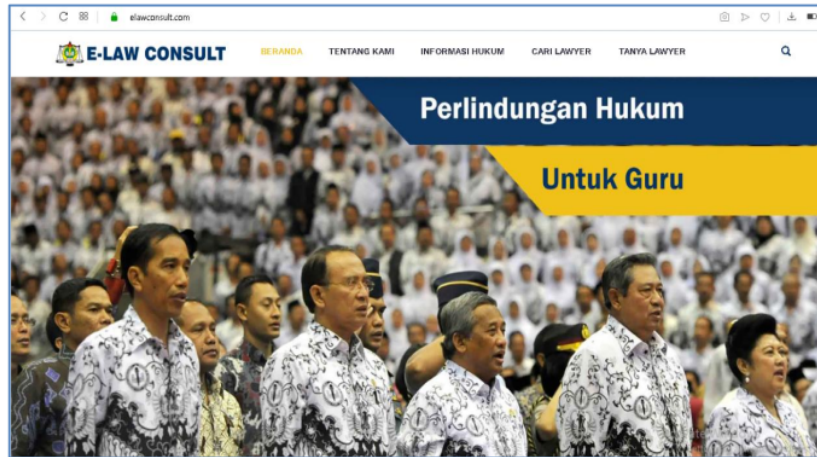 elawconsult.com
E-LAW CONSULT
BERANDA TENTANG KAMI INFORMASI HUKUM CARI LAWYER TANYA LAWYER
Perlindungan Hukum
Untuk Guru